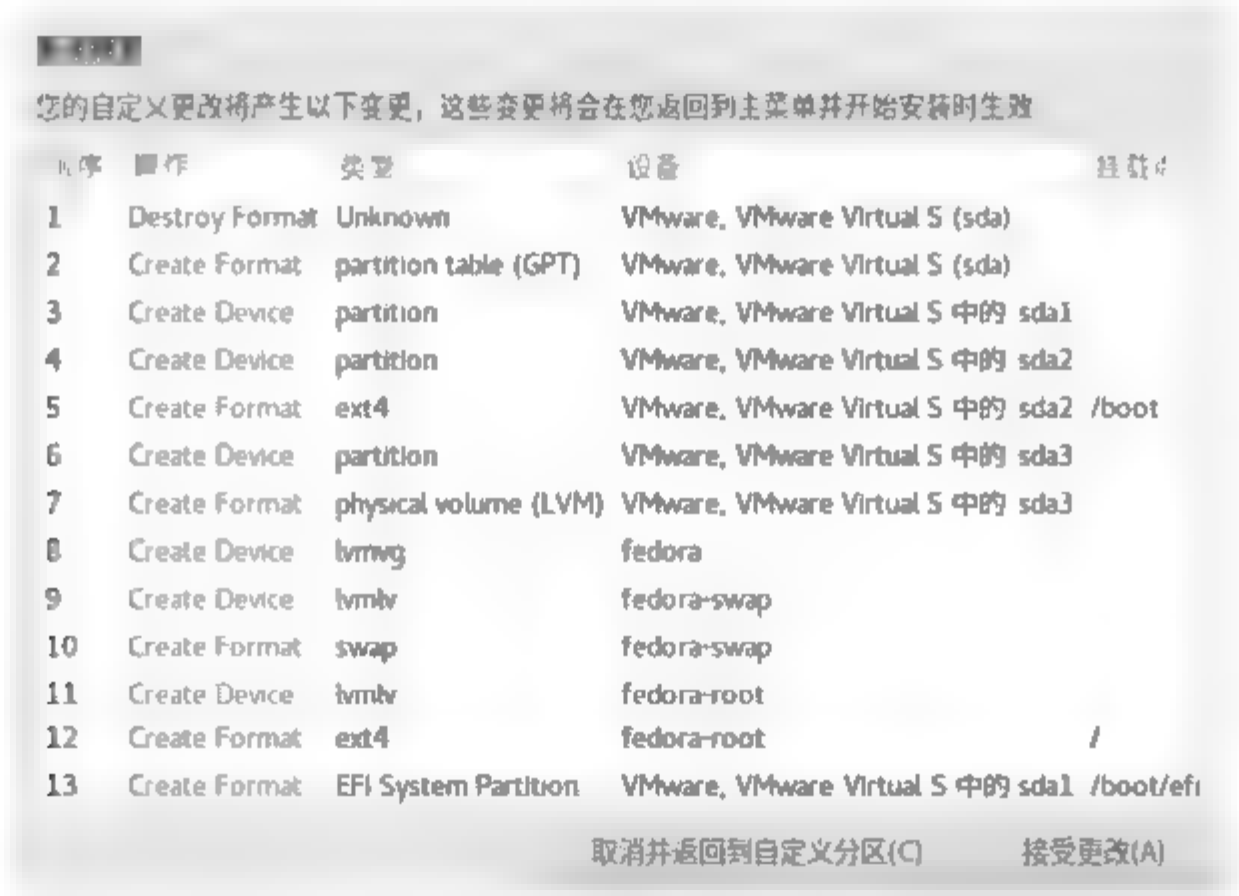 您的自定义更改将产生以下变更，这些变更将会在您返回到主菜单并开始安装时生效
顺序 操作 类型 设备 挂载点
1 Destroy Format Unknown VMware, VMware Virtual S (sda)
2 Create Format partition table (GPT) VMware, VMware Virtual S (sda)
3 Create Device partition VMware, VMware Virtual S 中的 sda1
4 Create Device partition VMware, VMware Virtual S 中的 sda2
5 Create Format ext4 VMware, VMware Virtual S 中的 sda2 /boot
6 Create Device partition VMware, VMware Virtual S 中的 sda3
7 Create Format physical volume (LVM) VMware, VMware Virtual S 中的 sda3
8 Create Device lvmvg fedora
9 Create Device lvmlv fedora-swap
10 Create Format swap fedora-swap
11 Create Device lvmlv fedora-root
12 Create Format ext4 fedora-root /
13 Create Format EFI System Partition VMware, VMware Virtual S 中的 sda1 /boot/efi
取消并返回到自定义分区(C) 接受更改(A)